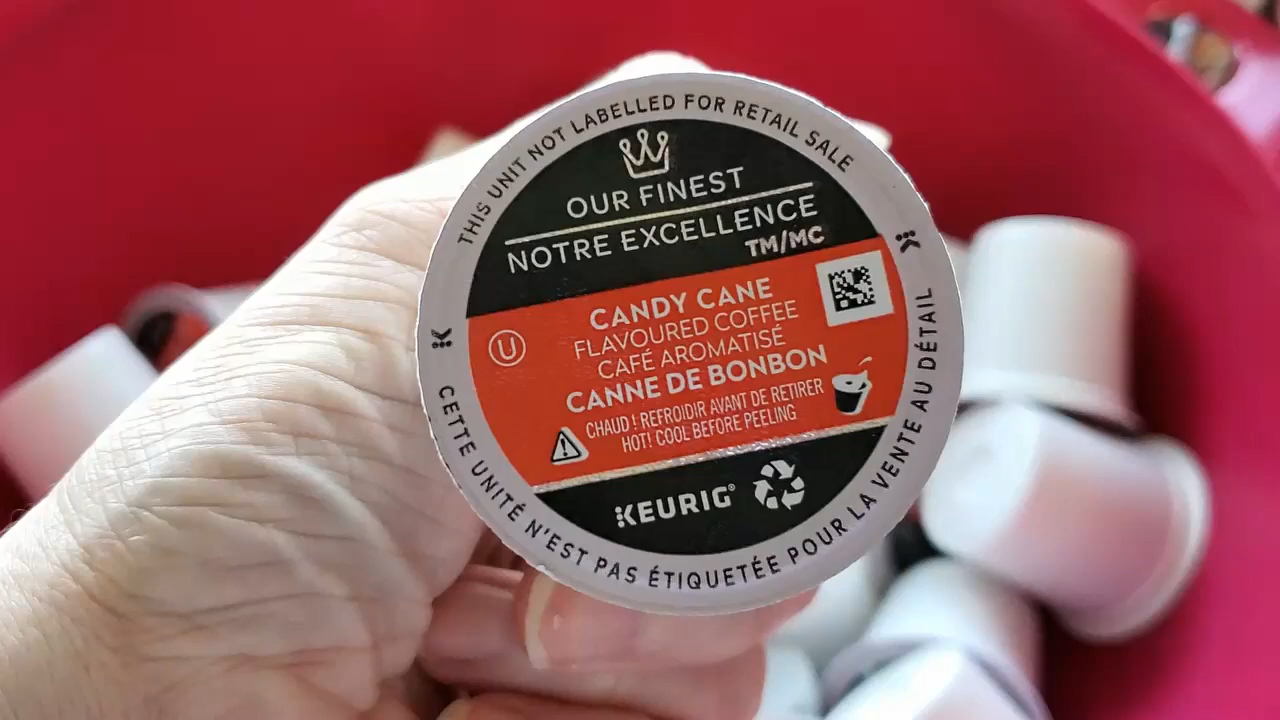 THIS UNIT NOT LABELLED FOR RETAIL SALE
OUR FINEST
NOTRE EXCELLENCE
TM/MC
CANDY CANE
FLAVOURED COFFEE
CAFÉ AROMATISÉ
CANNE DE BONBON
U
CHAUD ! REFROIDIR AVANT DE RETIRER
HOT! COOL BEFORE PEELING
KEURIG®
CETTE UNITÉ N'EST PAS ÉTIQUETÉE POUR LA VENTE AU DÉTAIL